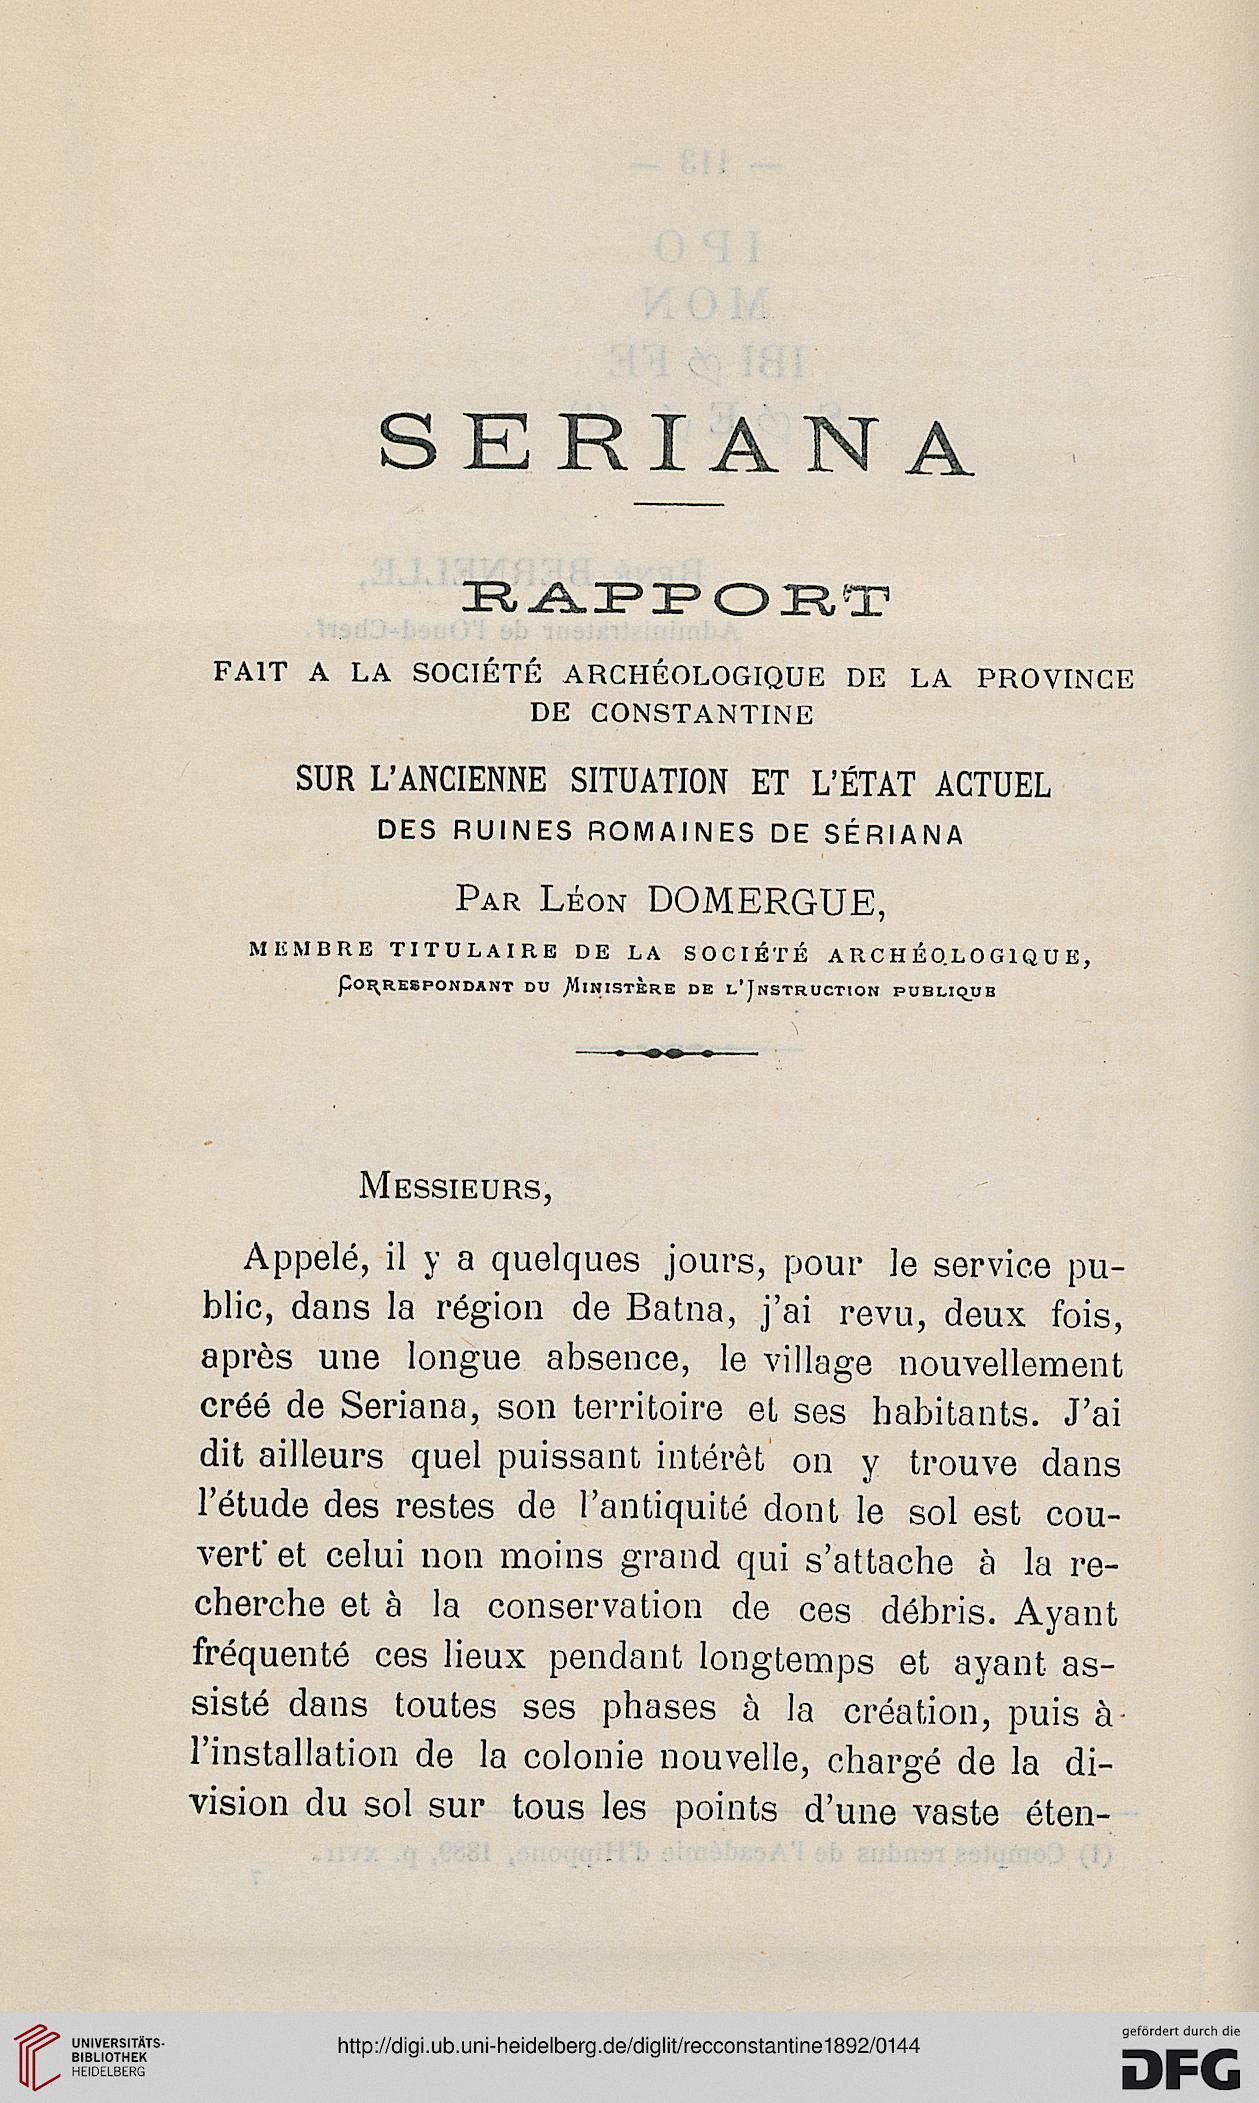 SERIANA
RAPPORT
FAIT A LA SOCIÉTÉ ARCHÉOLOGIQUE DE LA PROVINCE
DE CONSTANTINE
SUR L'ANCIENNE SITUATION ET L'ÉTAT ACTUEL
DES RUINES ROMAINES DE SÉRIANA
PAR LÉON DOMERGUE,
MEMBRE TITULAIRE DE LA SOCIÉTÉ ARCHÉOLOGIQUE,
CORRESPONDANT DU MINISTÈRE DE L'INSTRUCTION PUBLIQUE
MESSIEURS,
Appelé, il y a quelques jours, pour le service pu-
blic, dans la région de Batna, j'ai revu, deux fois,
après une longue absence, le village nouvellement
créé de Seriana, son territoire et ses habitants. J'ai
dit ailleurs quel puissant intérêt on y trouve dans
l'étude des restes de l'antiquité dont le sol est cou-
vert et celui non moins grand qui s'attache à la re-
cherche et à la conservation de ces débris. Ayant
fréquenté ces lieux pendant longtemps et ayant as-
sisté dans toutes ses phases à la création, puis à
l'installation de la colonie nouvelle, chargé de la di-
vision du sol sur tous les points d'une vaste éten-
UNIVERSITÄTS-
BIBLIOTHEK
HEIDELBERG
http://digi.ub.uni-heidelberg.de/diglit/recconstantine1892/0144
gefördert durch die
DFG